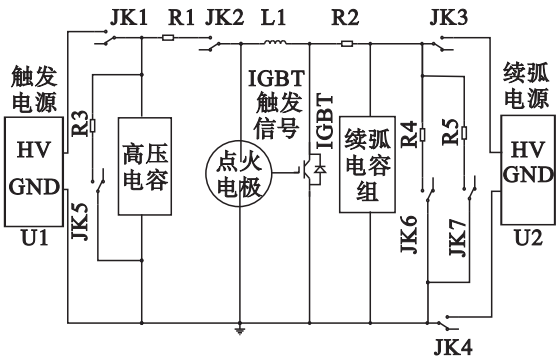 JK1
R1
JK2
L1
R2
JK3
触发
电源
HV
GND
U1
R3
JK5
高压
电容
IGBT
触发
信号
点火
电极
IGBT
续弧
电容
组
R4
JK6
R5
JK7
续弧
电源
HV
GND
U2
JK4